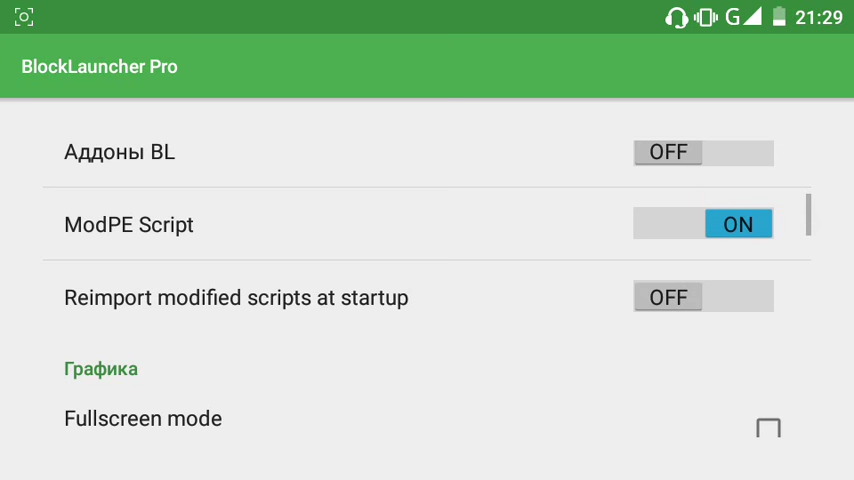 G 21:29
BlockLauncher Pro
Аддоны BL
OFF
ModPE Script
ON
Reimport modified scripts at startup
OFF
Графика
Fullscreen mode